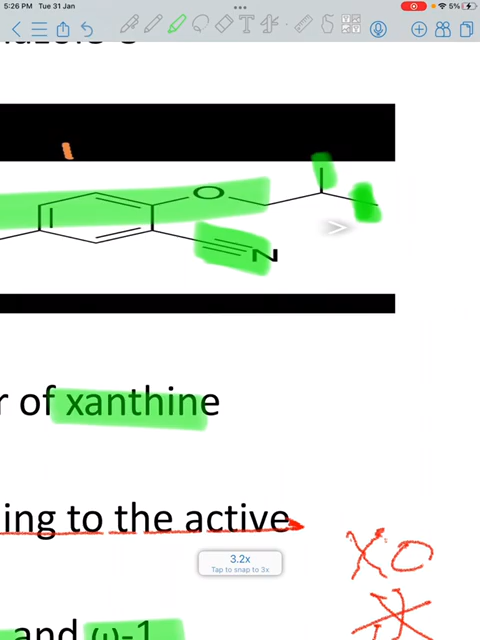 5:26 PM Tue 31 Jan
5%
O
N
r of xanthine
ing to the active
XO
3.2x
Tap to snap to 3x
and ω-1